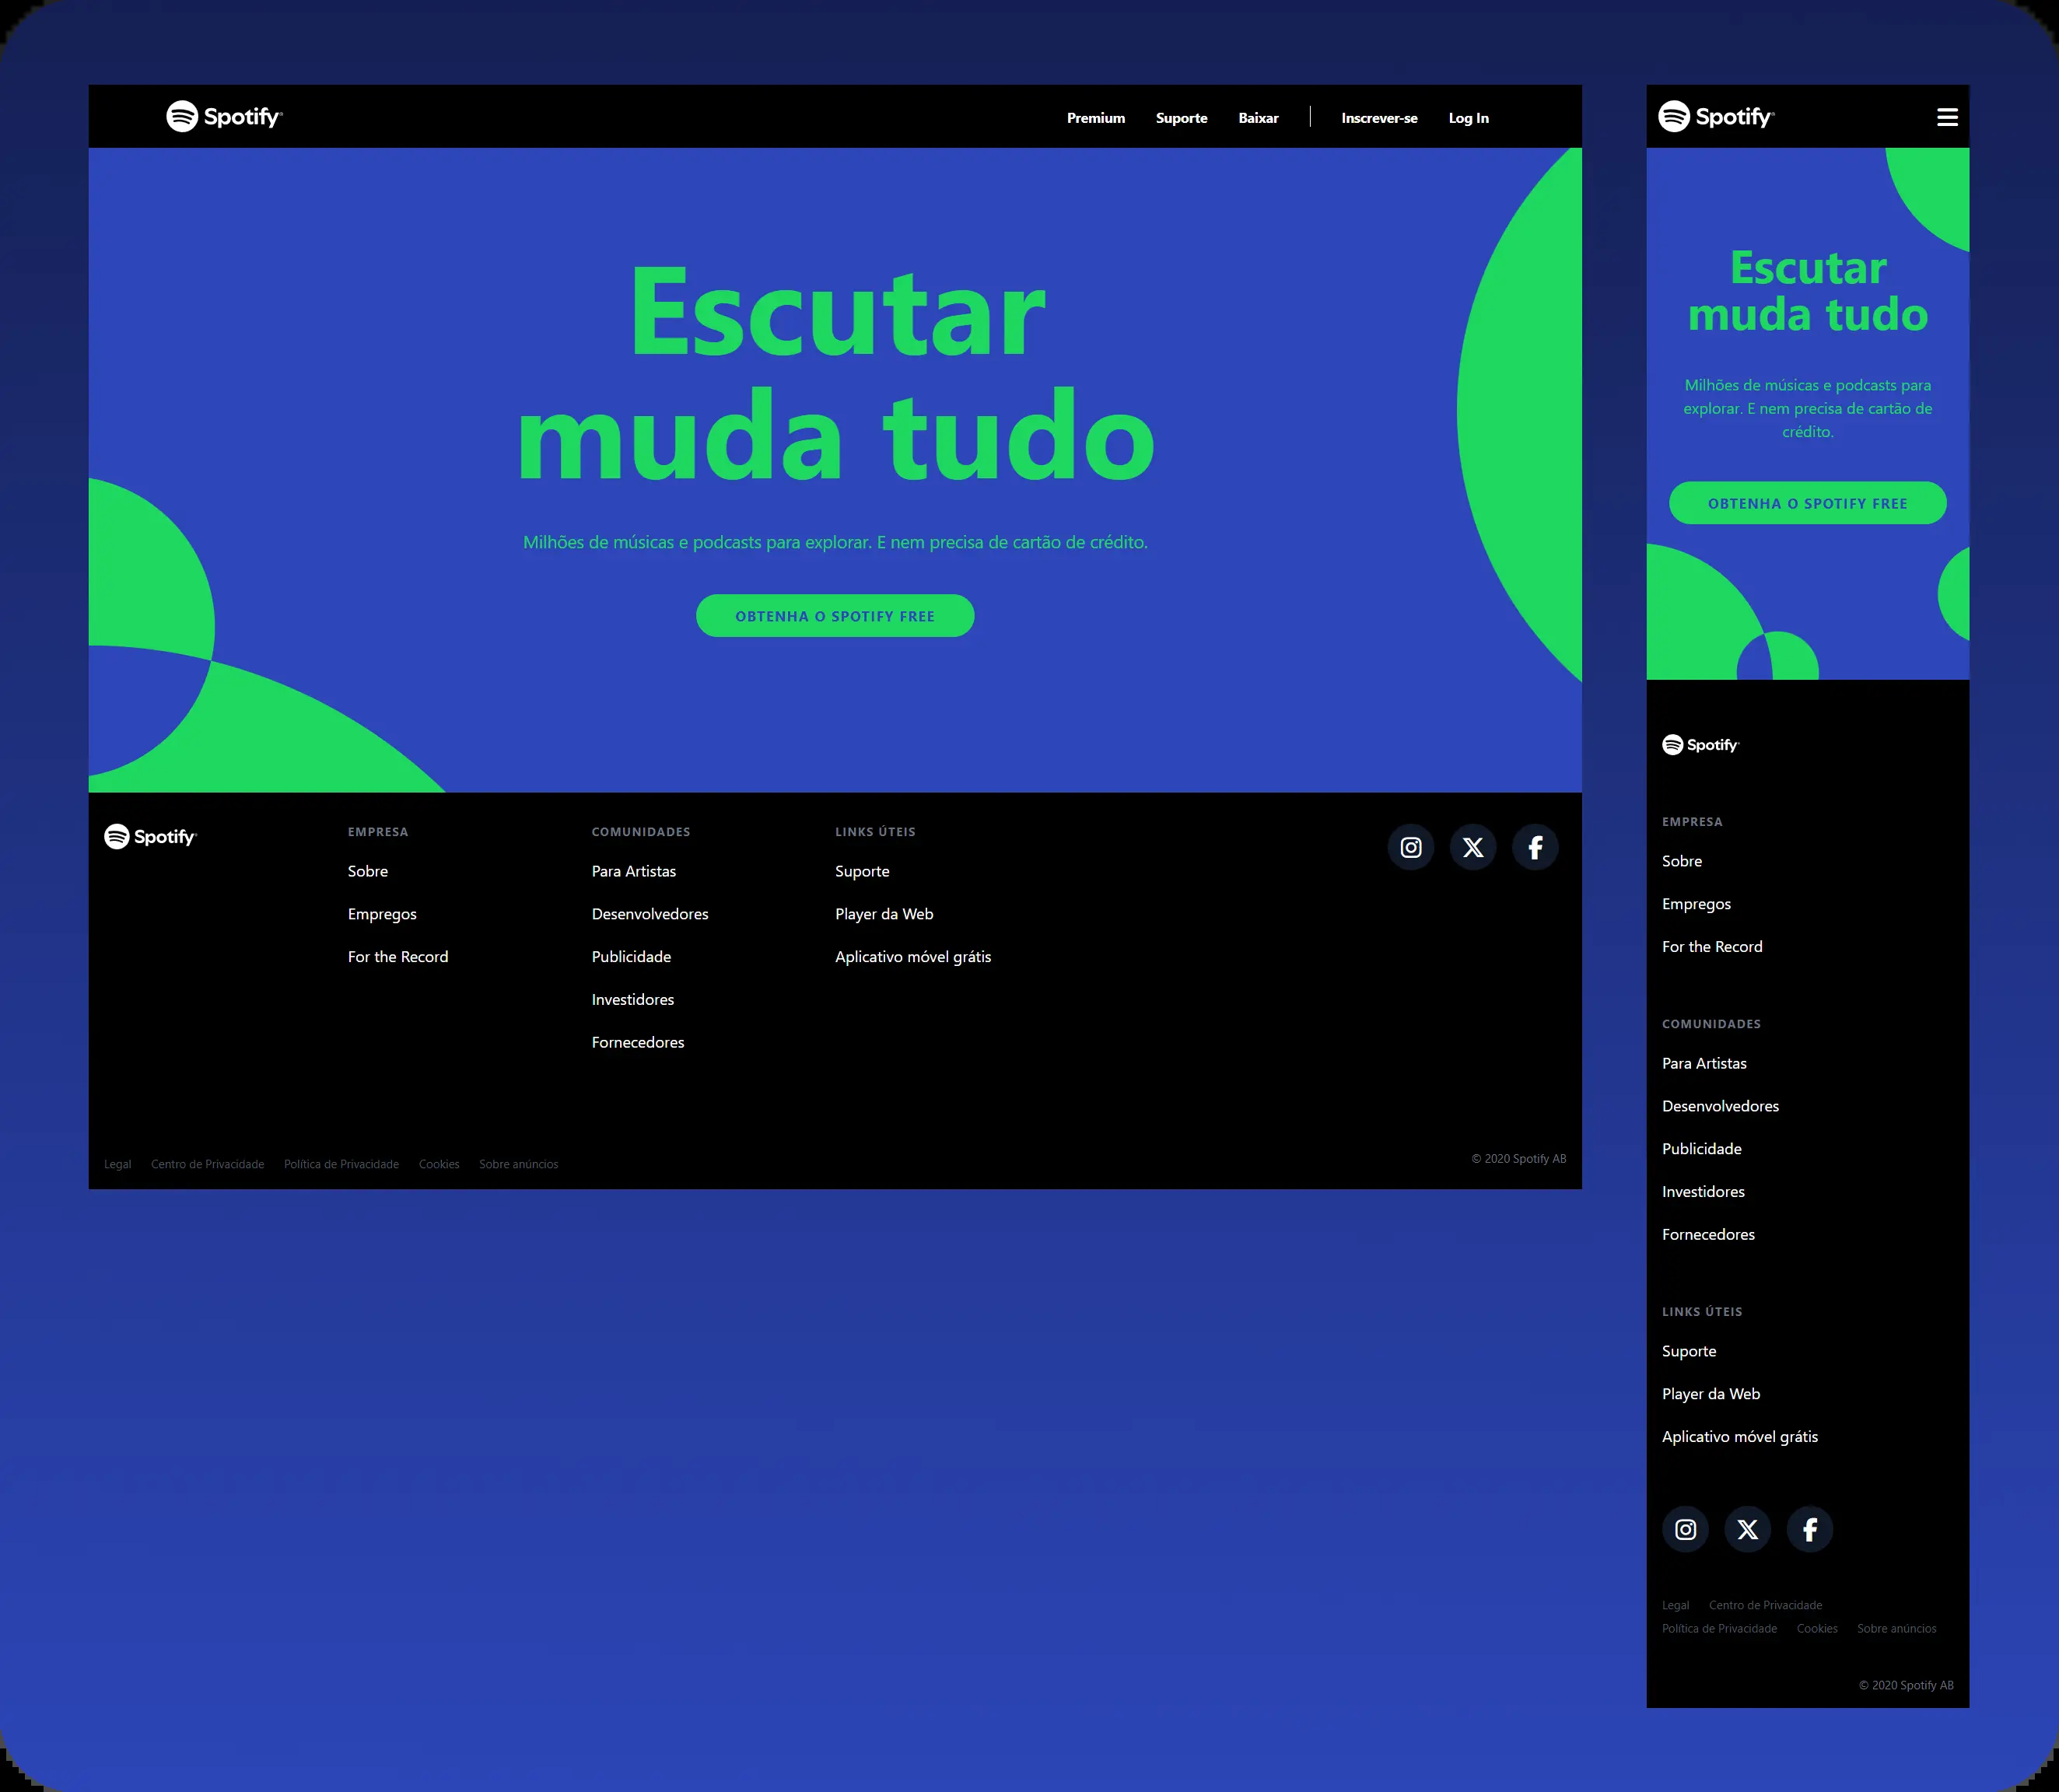 Spotify
Premium Suporte Baixar Inscrever-se Log In
Escutar
muda tudo
Milhões de músicas e podcasts para explorar. E nem precisa de cartão de crédito.
OBTENHA O SPOTIFY FREE
Spotify
EMPRESA
Sobre
Empregos
For the Record
COMUNIDADES
Para Artistas
Desenvolvedores
Publicidade
Investidores
Fornecedores
LINKS ÚTEIS
Suporte
Player da Web
Aplicativo móvel grátis
Legal Centro de Privacidade Política de Privacidade Cookies Sobre anúncios
© 2020 Spotify AB
Spotify
Escutar
muda tudo
Milhões de músicas e podcasts para
explorar. E nem precisa de cartão de
crédito.
OBTENHA O SPOTIFY FREE
Spotify
EMPRESA
Sobre
Empregos
For the Record
COMUNIDADES
Para Artistas
Desenvolvedores
Publicidade
Investidores
Fornecedores
LINKS ÚTEIS
Suporte
Player da Web
Aplicativo móvel grátis
Legal Centro de Privacidade
Política de Privacidade Cookies Sobre anúncios
© 2020 Spotify AB